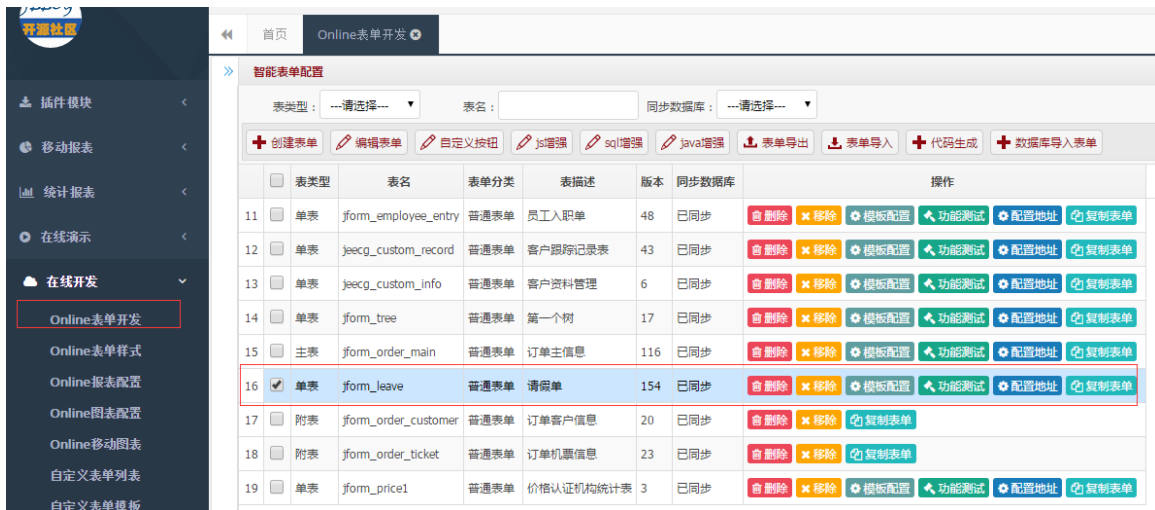 开源社区
首页 Online表单开发
智能表单配置
表类型： ---请选择--- 表名： 同步数据库： ---请选择---
创建表单 编辑表单 自定义按钮 js增强 sql增强 java增强 表单导出 表单导入 代码生成 数据库导入表单
表类型 表名 表单分类 表描述 版本 同步数据库 操作
11 单表 jform_employee_entry 普通表单 员工入职单 48 已同步 删除 移除 模板配置 功能测试 配置地址 复制表单
12 单表 jeecg_custom_record 普通表单 客户跟踪记录表 43 已同步 删除 移除 模板配置 功能测试 配置地址 复制表单
13 单表 jeecg_custom_info 普通表单 客户资料管理 6 已同步 删除 移除 模板配置 功能测试 配置地址 复制表单
14 单表 jform_tree 普通表单 第一个树 17 已同步 删除 移除 模板配置 功能测试 配置地址 复制表单
15 主表 jform_order_main 普通表单 订单主信息 116 已同步 删除 移除 模板配置 功能测试 配置地址 复制表单
16 单表 jform_leave 普通表单 请假单 154 已同步 删除 移除 模板配置 功能测试 配置地址 复制表单
17 附表 jform_order_customer 普通表单 订单客户信息 20 已同步 删除 移除 复制表单
18 附表 jform_order_ticket 普通表单 订单机票信息 23 已同步 删除 移除 复制表单
19 单表 jform_price1 普通表单 价格认证机构统计表 3 已同步 删除 移除 模板配置 功能测试 配置地址 复制表单
插件模块
移动报表
统计报表
在线演示
在线开发
Online表单开发
Online表单样式
Online报表配置
Online图表配置
Online移动图表
自定义表单列表
自定义表单模板